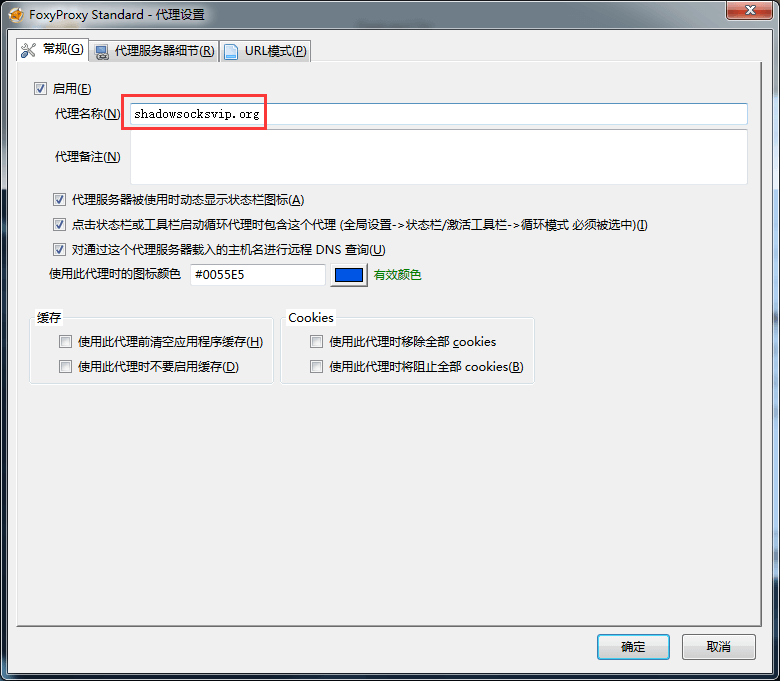 FoxyProxy Standard - 代理设置
常规(G) 代理服务器细节(R) URL模式(P)
启用(E)
代理名称(N) shadowsocksvip.org
代理备注(N)
代理服务器被使用时动态显示状态栏图标(A)
点击状态栏或工具栏启动循环代理时包含这个代理 (全局设置->状态栏/激活工具栏->循环模式 必须被选中)(I)
对通过这个代理服务器载入的主机名进行远程 DNS 查询(U)
使用此代理时的图标颜色 #0055E5 有效颜色
缓存
使用此代理前清空应用程序缓存(H)
使用此代理时不要启用缓存(D)
Cookies
使用此代理时移除全部 cookies
使用此代理时将阻止全部 cookies(B)
确定 取消